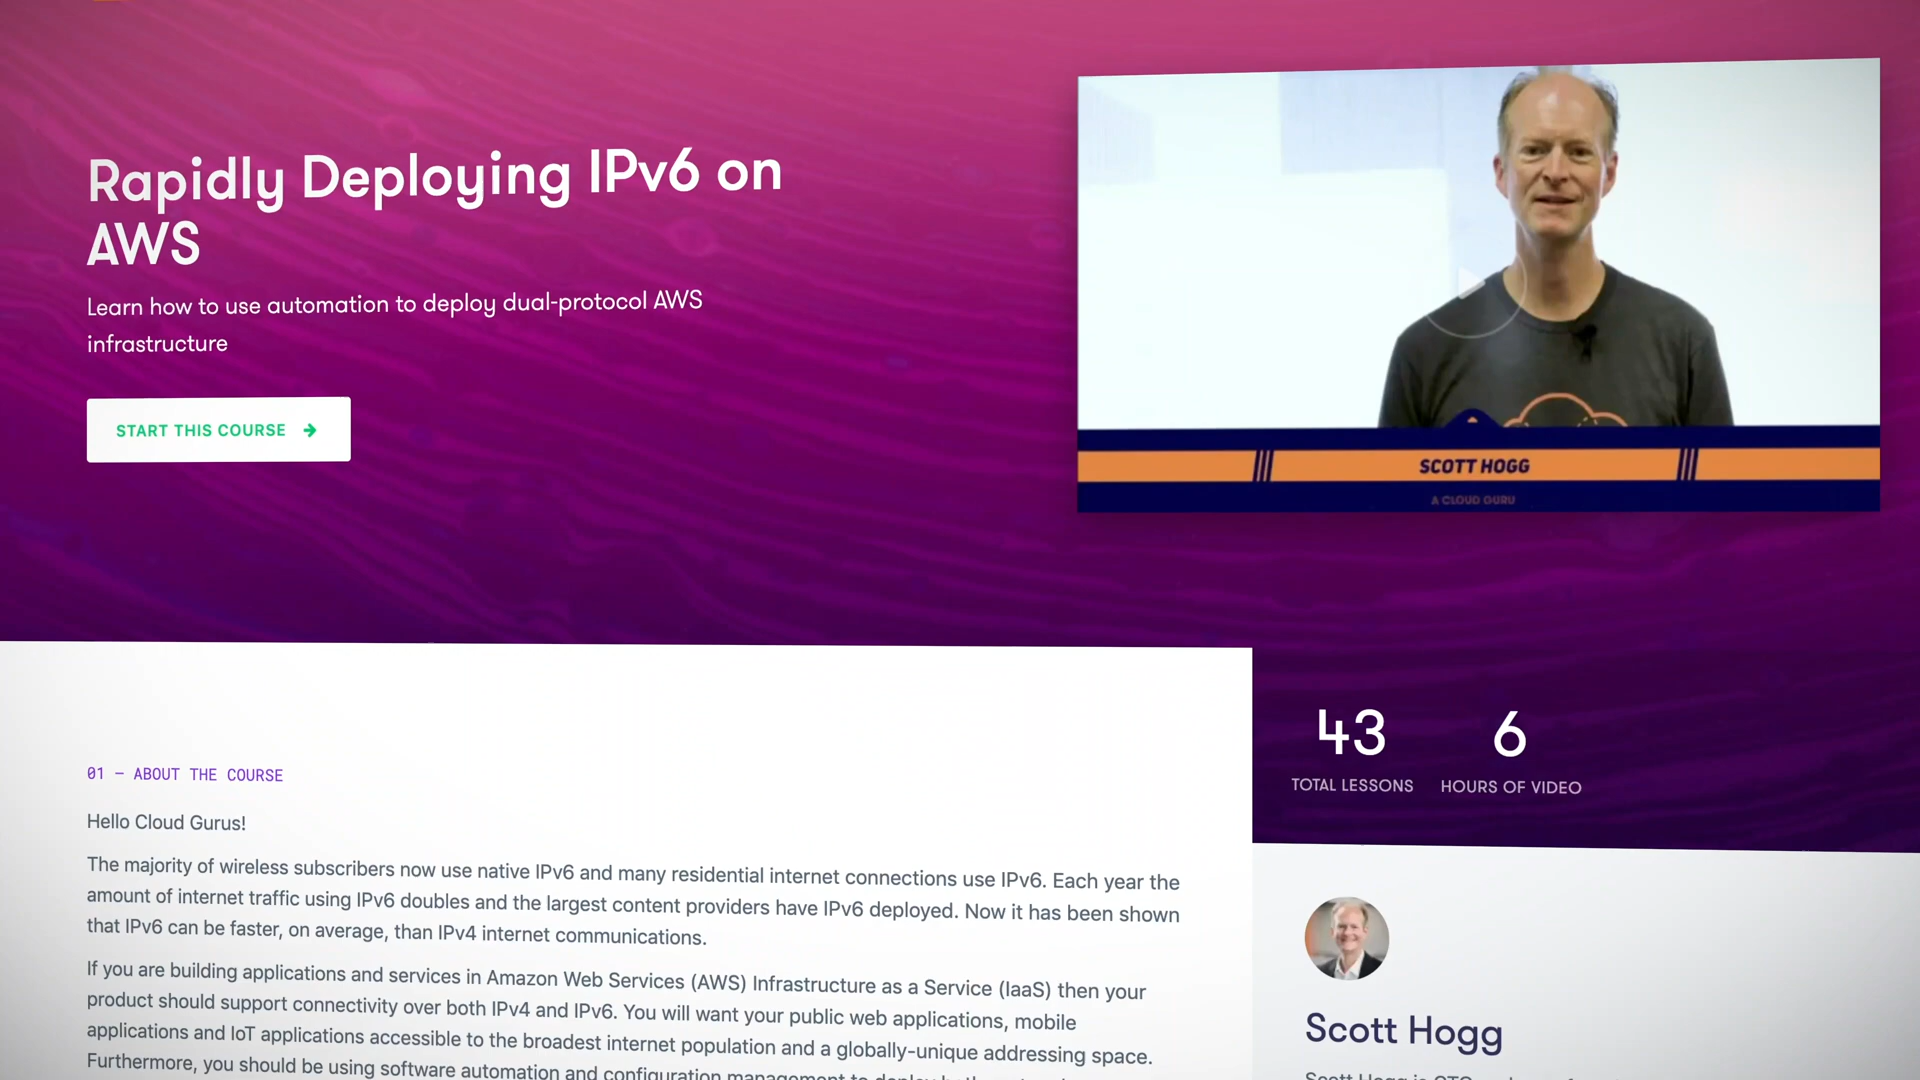 Rapidly Deploying IPv6 on
AWS
Learn how to use automation to deploy dual-protocol AWS
infrastructure
START THIS COURSE
SCOTT HOGG
A CLOUD GURU
43
TOTAL LESSONS
6
HOURS OF VIDEO
01 — ABOUT THE COURSE
Hello Cloud Gurus!
The majority of wireless subscribers now use native IPv6 and many residential internet connections use IPv6. Each year the
amount of internet traffic using IPv6 doubles and the largest content providers have IPv6 deployed. Now it has been shown
that IPv6 can be faster, on average, than IPv4 internet communications.
If you are building applications and services in Amazon Web Services (AWS) Infrastructure as a Service (IaaS) then your
product should support connectivity over both IPv4 and IPv6. You will want your public web applications, mobile
applications and IoT applications accessible to the broadest internet population and a globally-unique addressing space.
Furthermore, you should be using software automation and configuration management to deploy
Scott Hogg
Scott Hogg is CTO